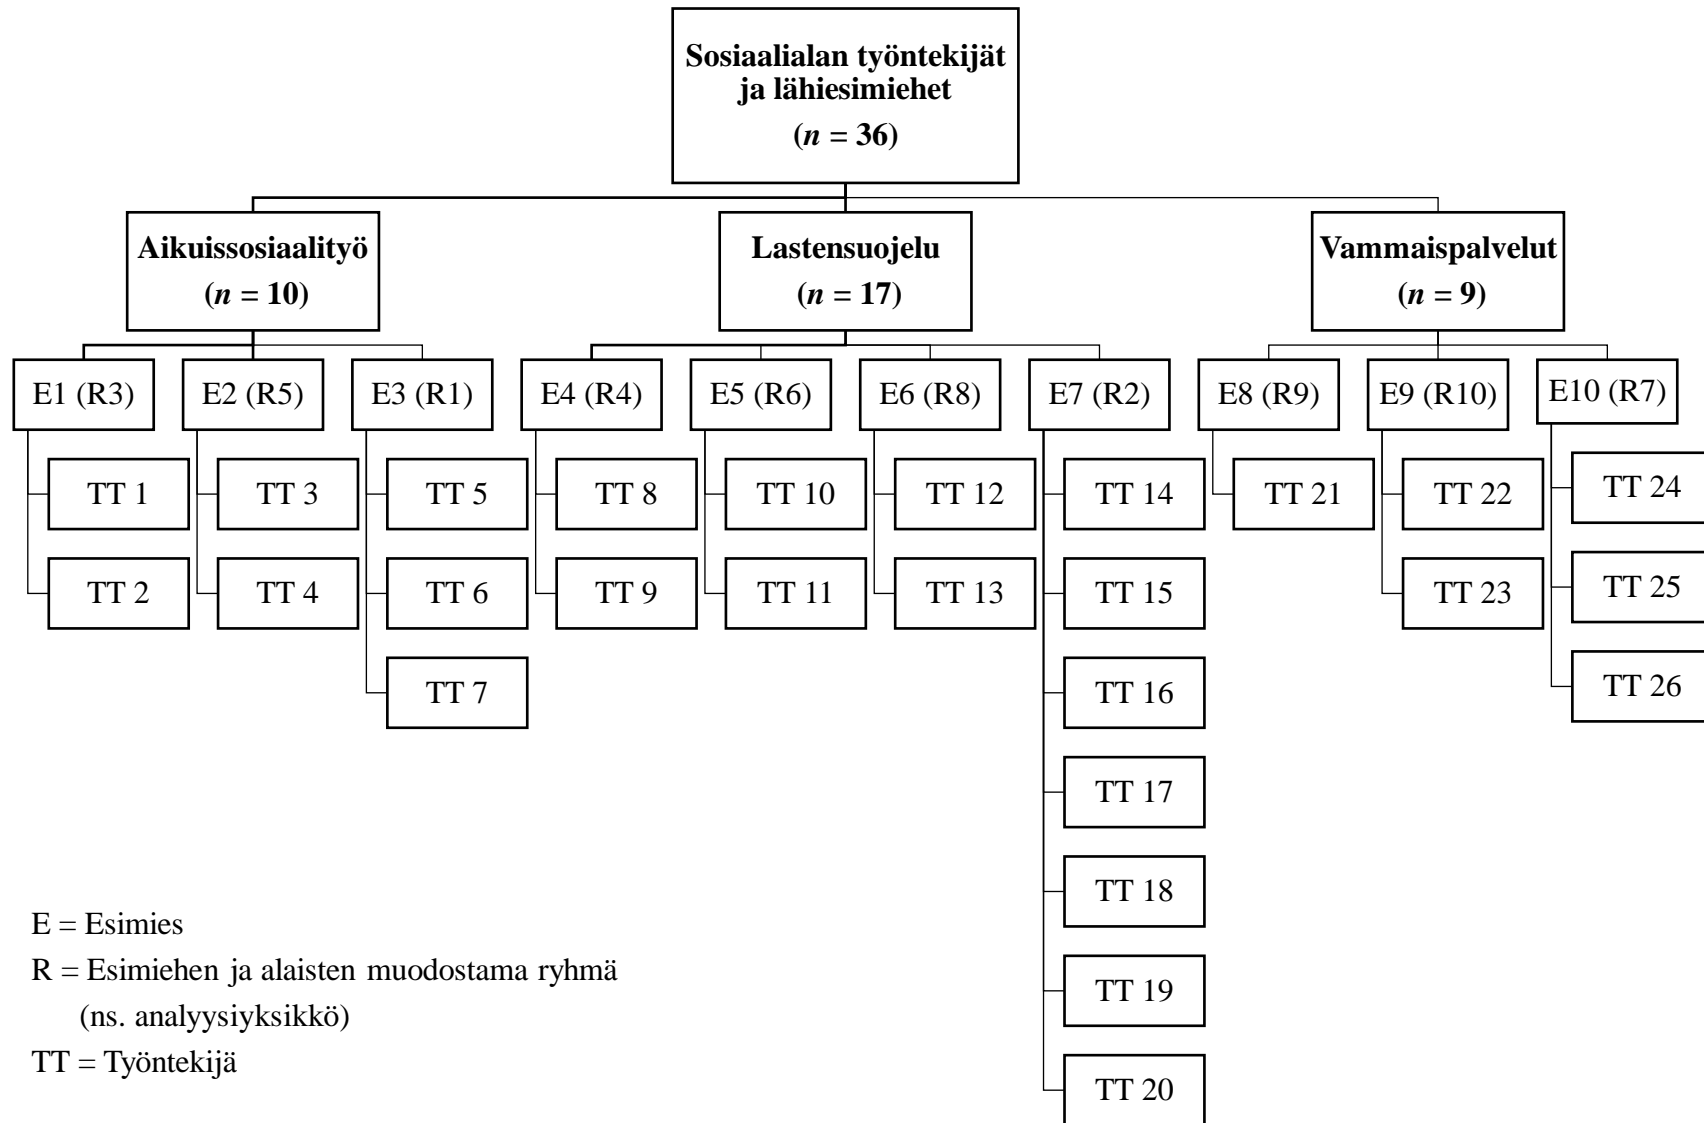 Sosiaalialan työntekijät
ja lähiesimiehet
(n = 36)
Aikuissosiaalityö
(n = 10)
Lastensuojelu
(n = 17)
Vammaispalvelut
(n = 9)
E1 (R3)
TT 1
TT 2
E2 (R5)
TT 3
TT 4
E3 (R1)
TT 5
TT 6
TT 7
E4 (R4)
TT 8
TT 9
E5 (R6)
TT 10
TT 11
E6 (R8)
TT 12
TT 13
E7 (R2)
TT 14
TT 15
TT 16
TT 17
TT 18
TT 19
TT 20
E8 (R9)
TT 21
E9 (R10)
TT 22
TT 23
E10 (R7)
TT 24
TT 25
TT 26
E = Esimies
R = Esimiehen ja alaisten muodostama ryhmä
(ns. analyysiyksikkö)
TT = Työntekijä